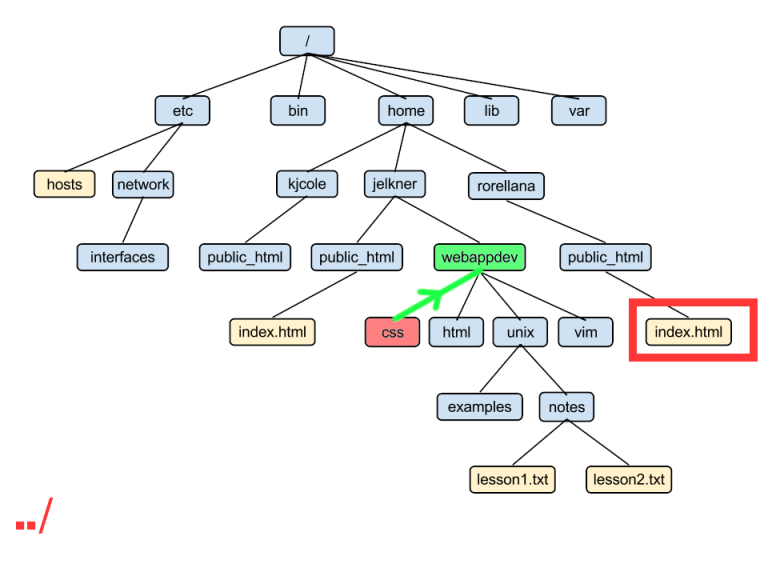 /
etc bin home lib var
hosts network kjcole jelkner rorellana
interfaces public_html public_html webappdev public_html
index.html css html unix vim index.html
examples notes
lesson1.txt lesson2.txt
../